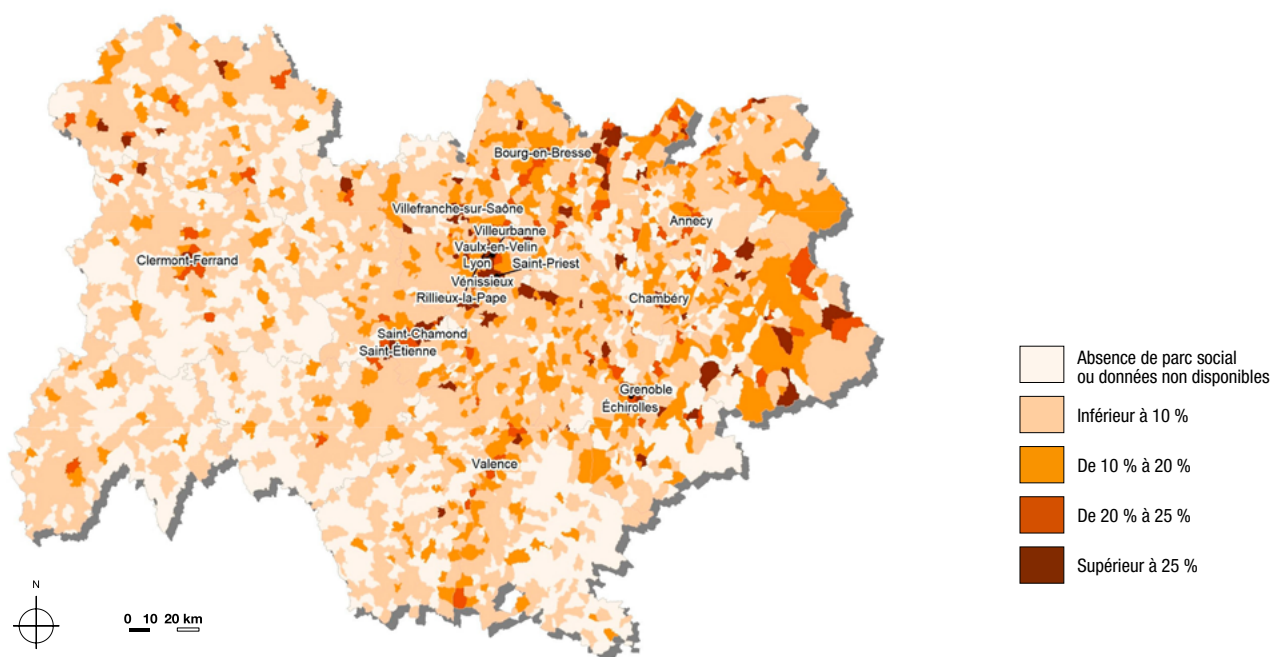 Bourg-en-Bresse
Villefranche-sur-Saône
Annecy
Villeurbanne
Vaulx-en-Velin
Clermont-Ferrand
Lyon
Saint-Priest
Vénissieux
Rillieux-la-Pape
Chambéry
Saint-Chamond
Saint-Étienne
Grenoble
Échirolles
Valence
Absence de parc social
ou données non disponibles
Inférieur à 10 %
De 10 % à 20 %
De 20 % à 25 %
Supérieur à 25 %
N
0 10 20 km